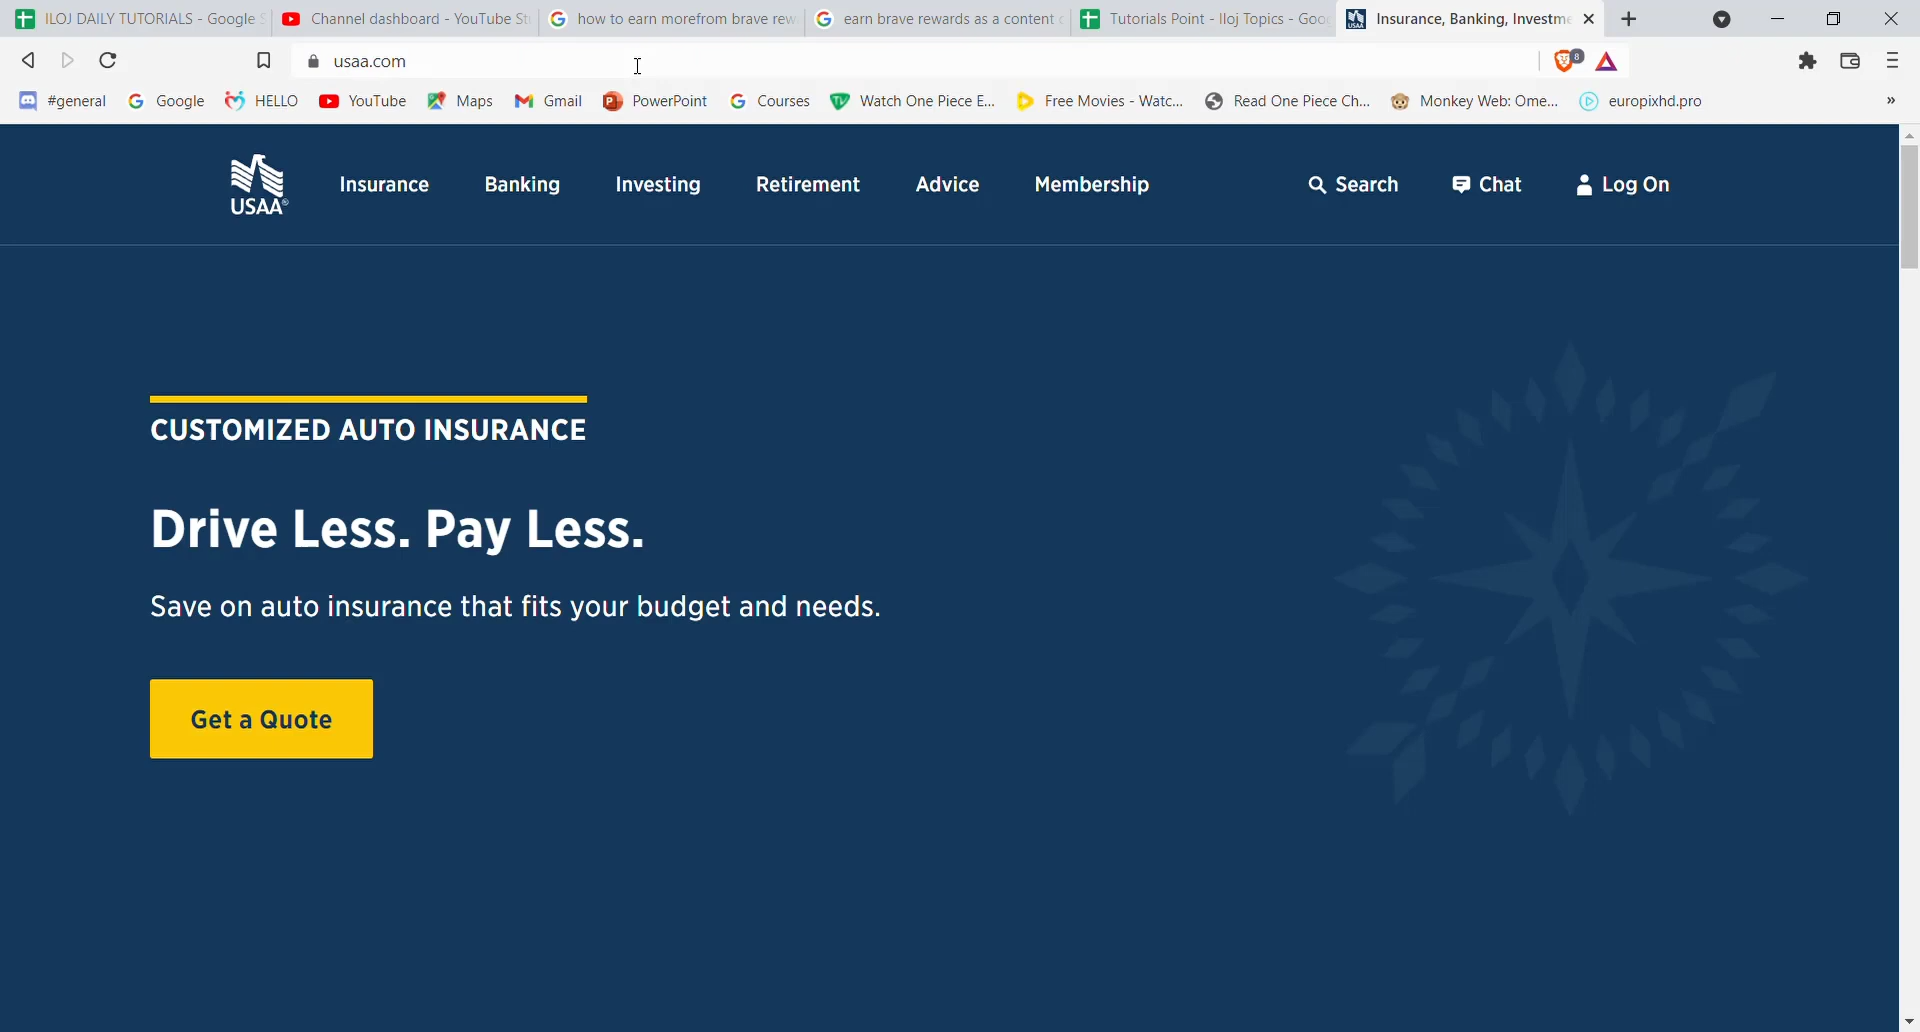 ILOJ DAILY TUTORIALS - Google S
Channel dashboard - YouTube St
how to earn morefrom brave rew
earn brave rewards as a content c
Tutorials Point - Iloj Topics - Goog
Insurance, Banking, Investme
usaa.com
8
#general
Google
HELLO
YouTube
Maps
Gmail
PowerPoint
Courses
Watch One Piece E...
Free Movies - Watc...
Read One Piece Ch...
Monkey Web: Ome...
europixhd.pro
»
USAA®
Insurance
Banking
Investing
Retirement
Advice
Membership
Search
Chat
Log On
CUSTOMIZED AUTO INSURANCE
Drive Less. Pay Less.
Save on auto insurance that fits your budget and needs.
Get a Quote